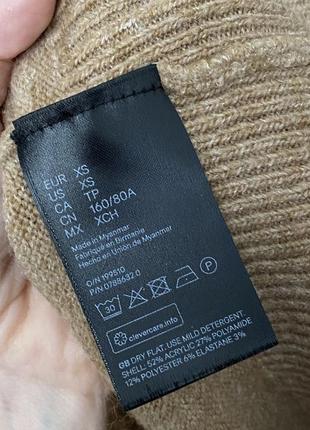 EUR XS
US XS
CA TP
CN 160/80A
MX XCH
Made in Myanmar
Fabriqué en Birmanie
Hecho en Unión de Myanmar
O/N 199510
P/N 0788632.0
30
P
clevercare.info
GB DRY FLAT. USE MILD DETERGENT.
SHELL: 52% ACRYLIC 27% POLYAMIDE
12% POLYESTER 6% ELASTANE 3%